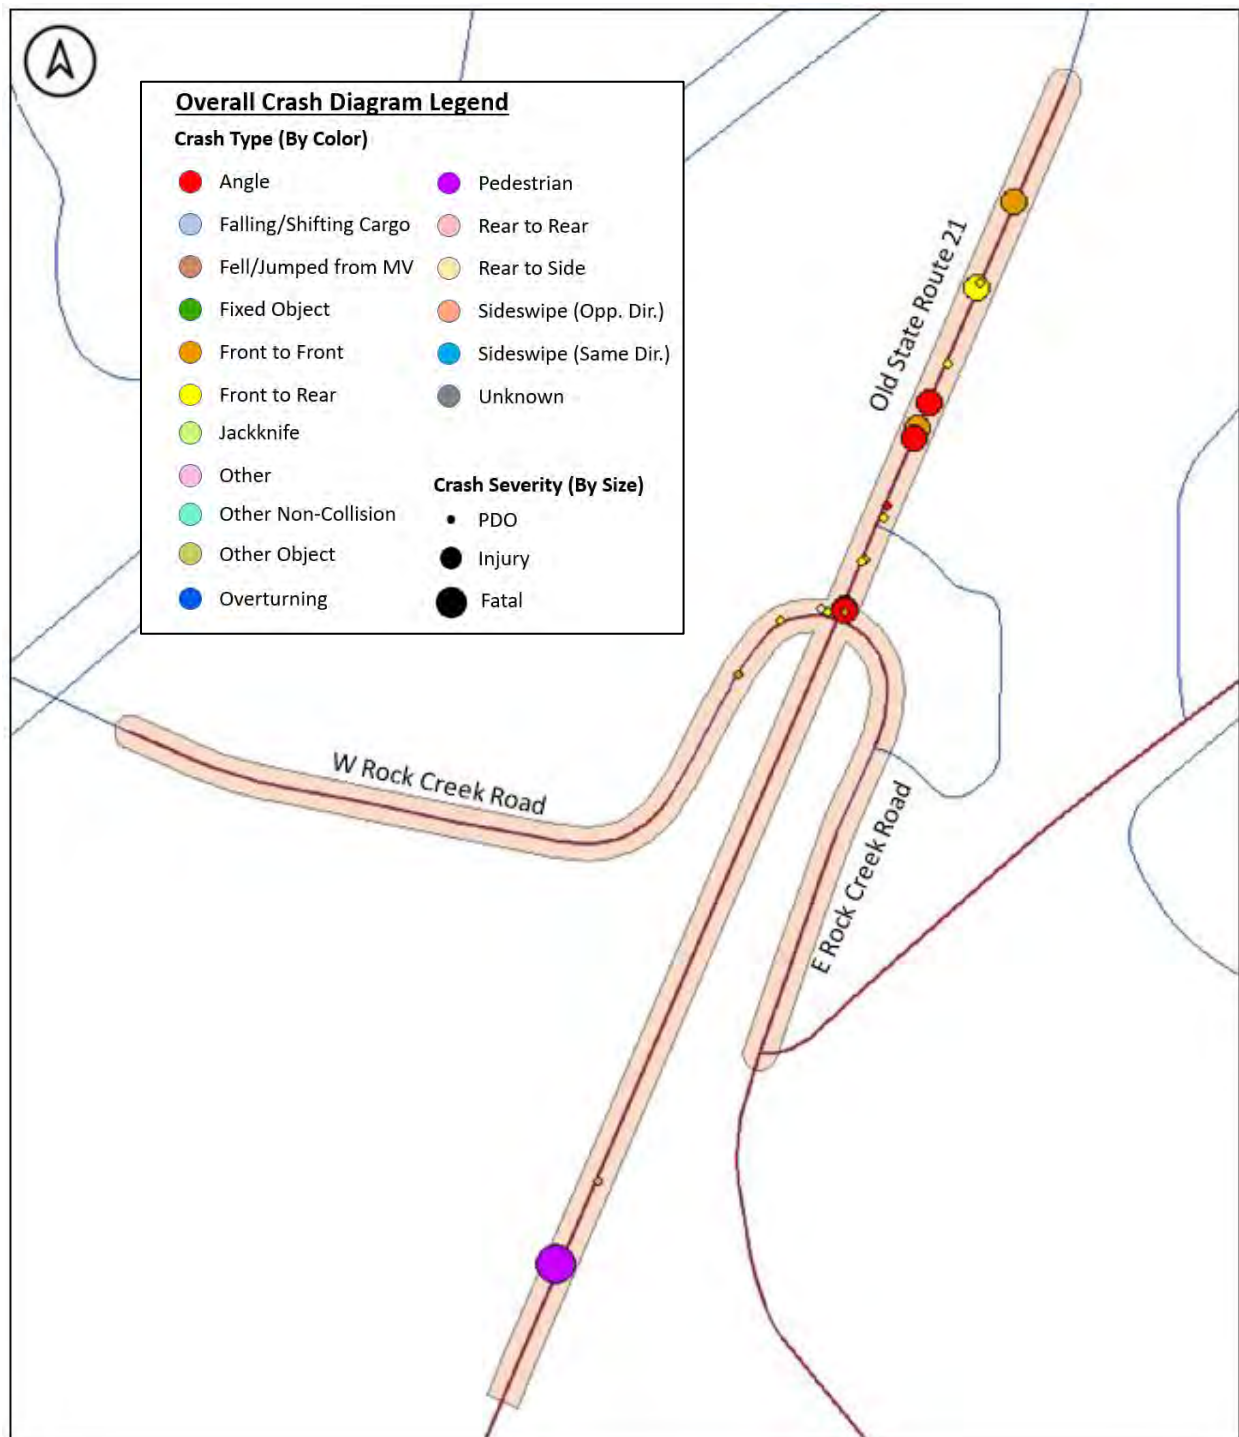 Overall Crash Diagram Legend
Crash Type (By Color)
Angle
Falling/Shifting Cargo
Fell/Jumped from MV
Fixed Object
Front to Front
Front to Rear
Jackknife
Other
Other Non-Collision
Other Object
Overturning
Pedestrian
Rear to Rear
Rear to Side
Sideswipe (Opp. Dir.)
Sideswipe (Same Dir.)
Unknown
Crash Severity (By Size)
PDO
Injury
Fatal
Old State Route 21
W Rock Creek Road
E Rock Creek Road